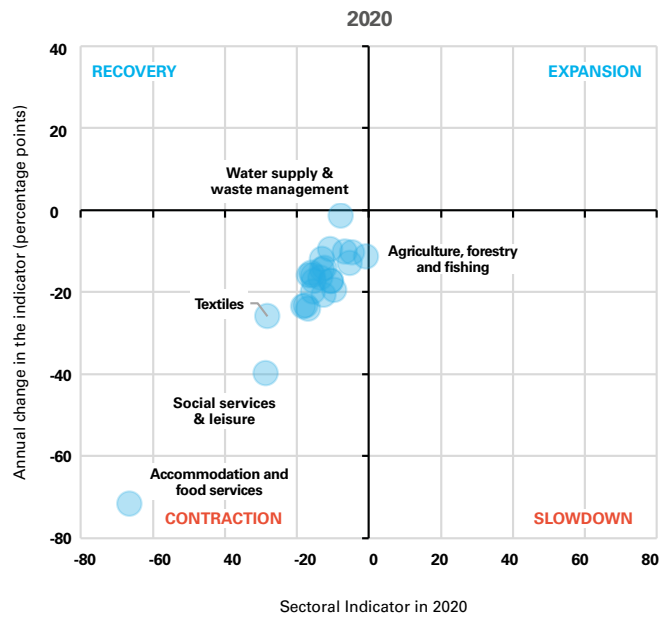 2020
40
RECOVERY
EXPANSION
20
Water supply &
waste management
0
Agriculture, forestry
and fishing
-20
Textiles
-40
Social services
& leisure
-60
Accommodation and
food services
CONTRACTION
SLOWDOWN
-80
-80
-60
40
-20
0
20
40
60
80
Annual change in the indicator (percentage points)
Sectoral Indicator in 2020